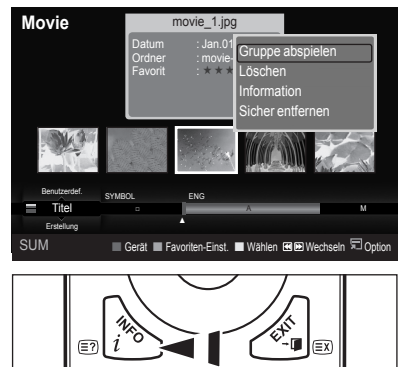 Movie
movie_1.jpg
Datum : Jan.01
Ordner : movie-
Favorit : ★ ★ ★
Gruppe abspielen
Löschen
Information
Sicher entfernen
Benutzerdef.
Titel
Erstellung
SYMBOL ENG
A M
SUM Gerät Favoriten-Einst. Wählen Wechseln Option
INFO
i
EXIT